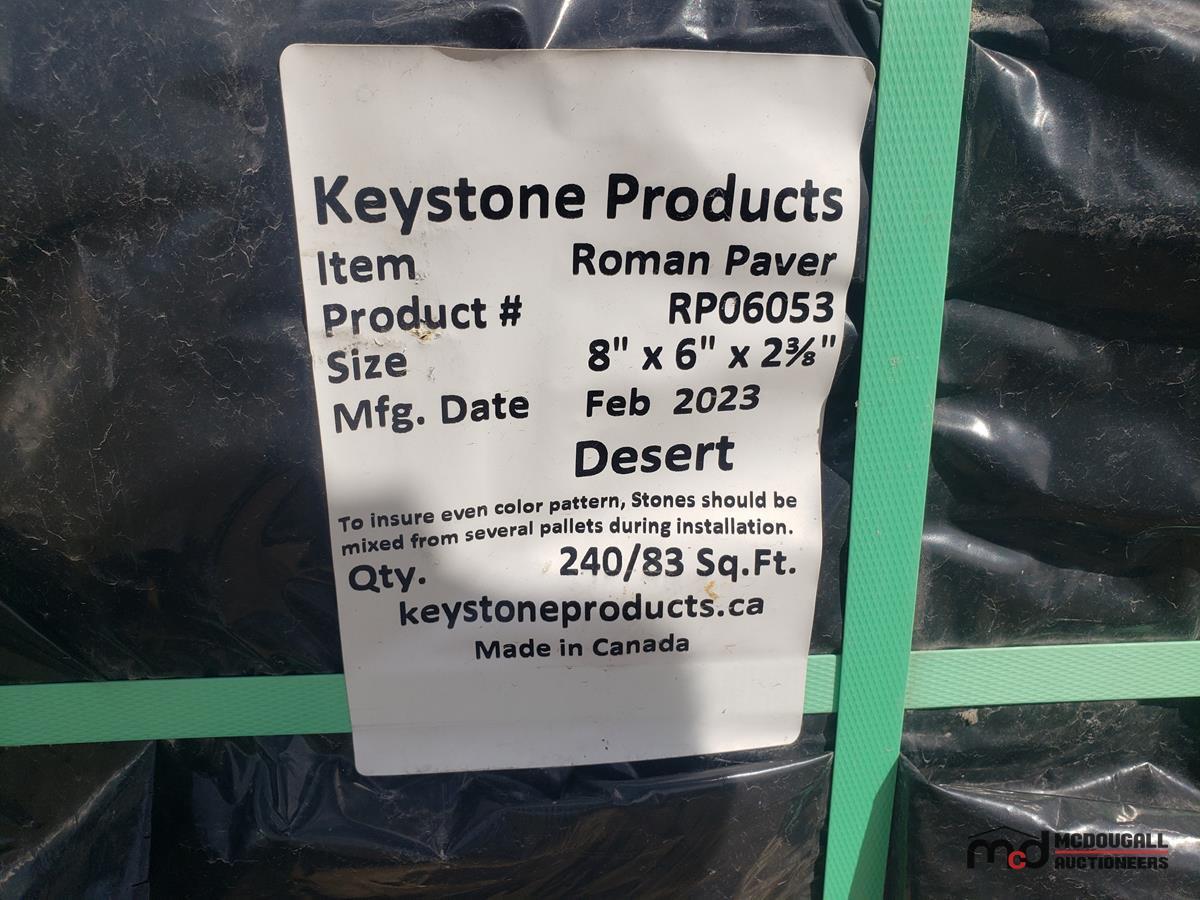 Keystone Products
Item Roman Paver
Product # RP06053
Size 8" x 6" x 2⅜"
Mfg. Date Feb 2023
Desert
To insure even color pattern, Stones should be
mixed from several pallets during installation.
Qty. 240/83 Sq.Ft.
keystoneproducts.ca
Made in Canada
mcd MCDOUGALL
AUCTIONEERS